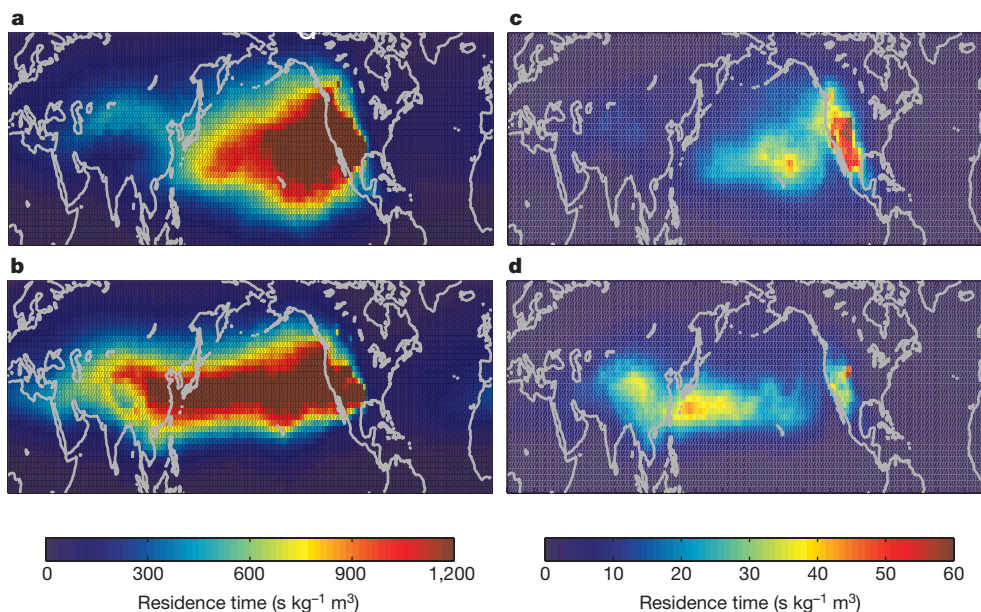 a
c
b
d
0 300 600 900 1,200
Residence time (s kg⁻¹ m³)
0 10 20 30 40 50 60
Residence time (s kg⁻¹ m³)